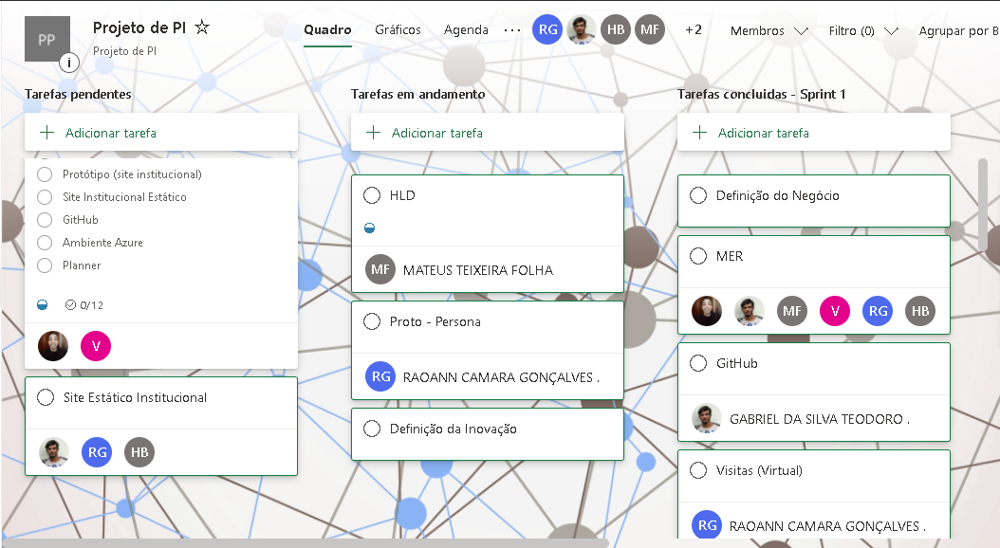 PP
Projeto de PI
Projeto de PI
i
Quadro Gráficos Agenda ···
RG HB MF +2
Membros Filtro (0) Agrupar por B
Tarefas pendentes
Adicionar tarefa
Protótipo (site institucional)
Site Institucional Estático
GitHub
Ambiente Azure
Planner
0/12
V
Site Estático Institucional
RG HB
Tarefas em andamento
Adicionar tarefa
HLD
MF MATEUS TEIXEIRA FOLHA
Proto - Persona
RG RAOANN CAMARA GONÇALVES .
Definição da Inovação
Tarefas concluidas - Sprint 1
Adicionar tarefa
Definição do Negócio
MER
MF V RG HB
GitHub
GABRIEL DA SILVA TEODORO .
Visitas (Virtual)
RG RAOANN CAMARA GONÇALVES .